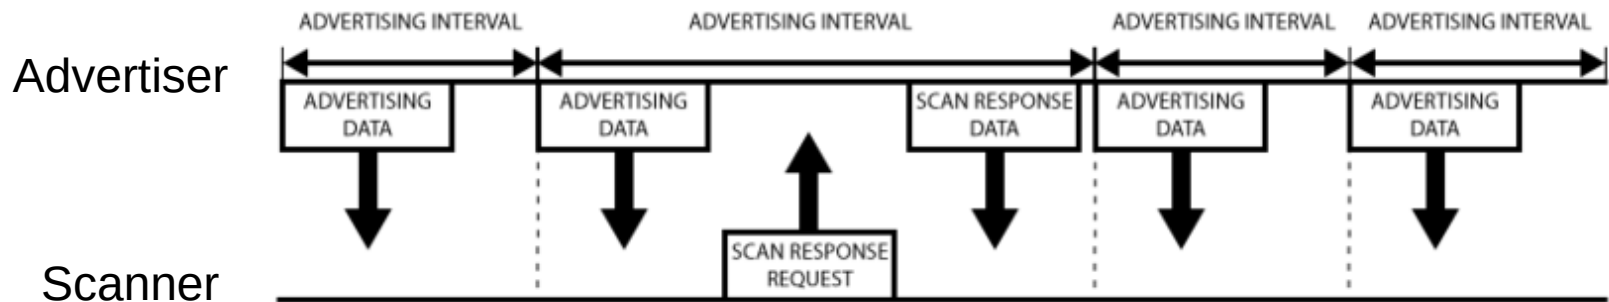 ADVERTISING INTERVAL
ADVERTISING INTERVAL
ADVERTISING INTERVAL
ADVERTISING INTERVAL
Advertiser
ADVERTISING
DATA
ADVERTISING
DATA
SCAN RESPONSE
DATA
ADVERTISING
DATA
ADVERTISING
DATA
SCAN RESPONSE
REQUEST
Scanner